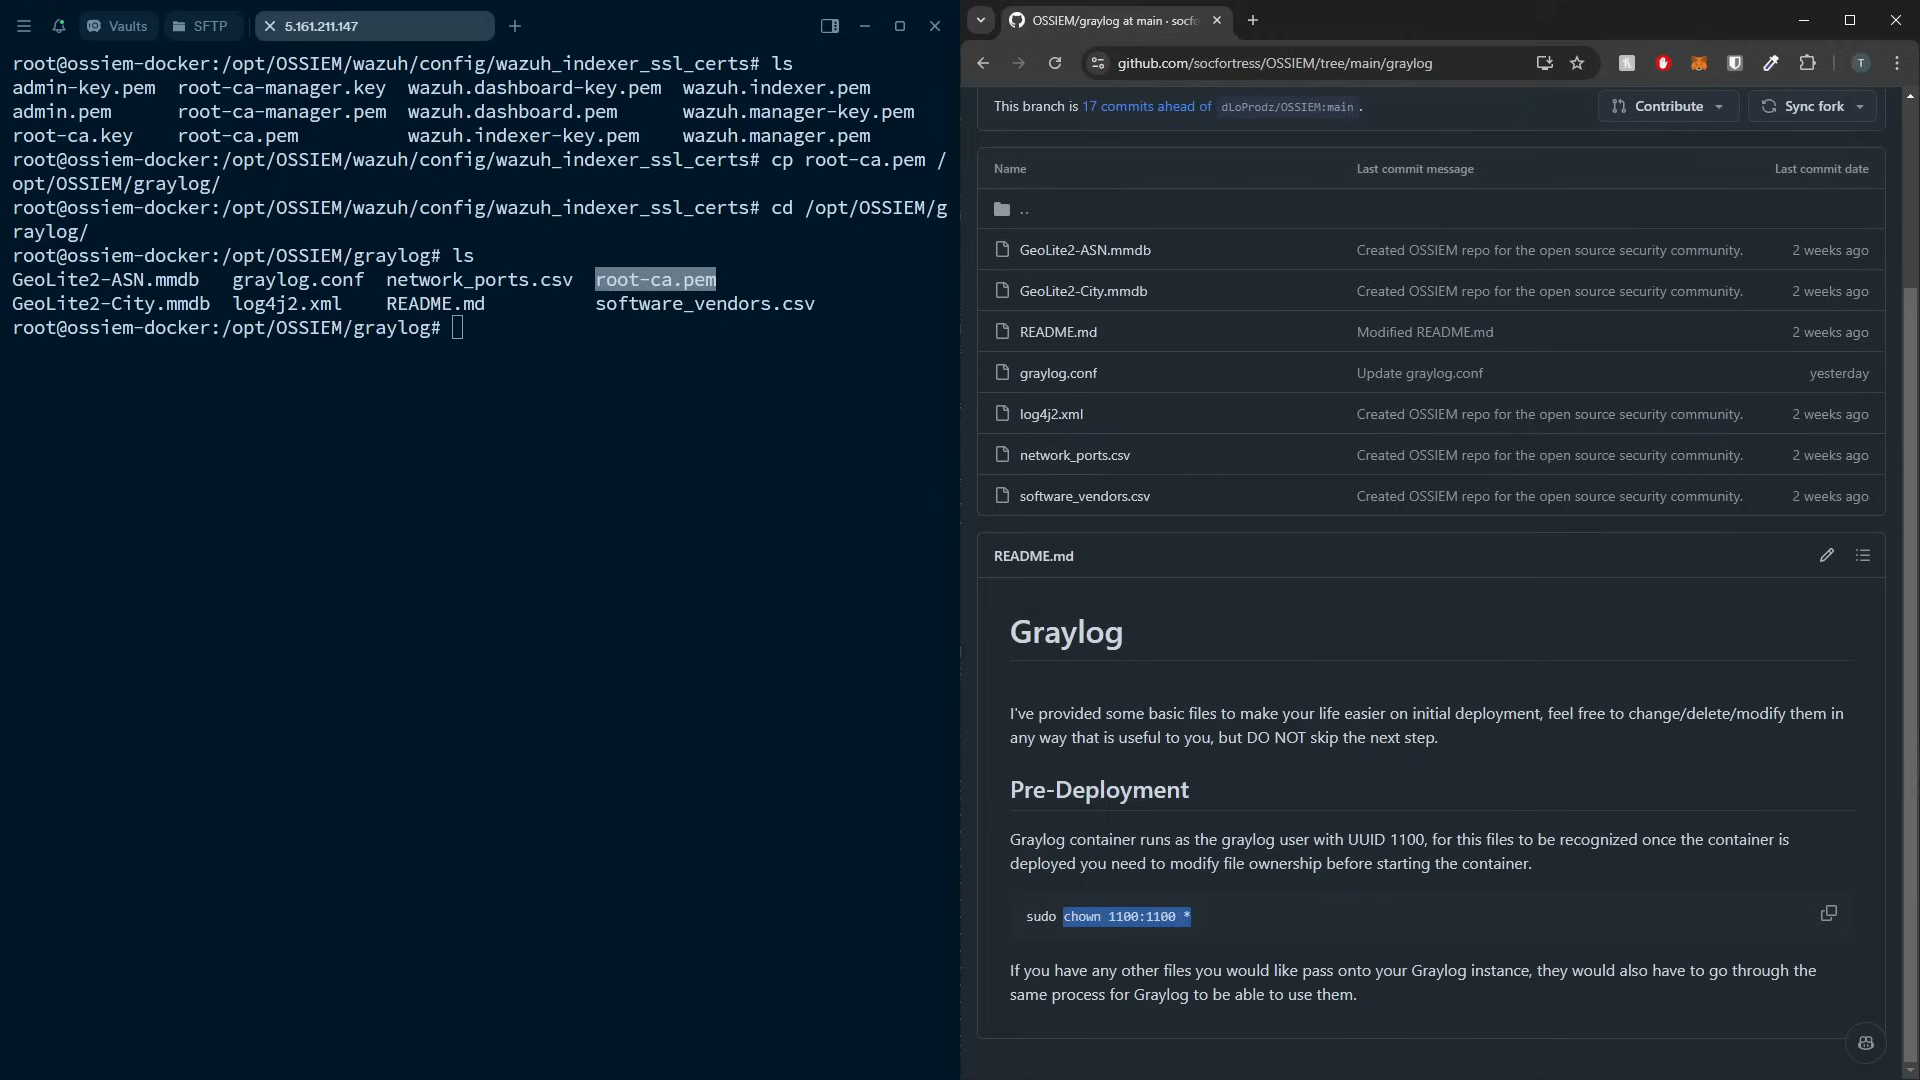 Vaults
SFTP
5.161.211.147
root@ossiem-docker:/opt/OSSIEM/wazuh/config/wazuh_indexer_ssl_certs# ls
admin-key.pem root-ca-manager.key wazuh.dashboard-key.pem wazuh.indexer.pem
admin.pem root-ca-manager.pem wazuh.dashboard.pem wazuh.manager-key.pem
root-ca.key root-ca.pem wazuh.indexer-key.pem wazuh.manager.pem
root@ossiem-docker:/opt/OSSIEM/wazuh/config/wazuh_indexer_ssl_certs# cp root-ca.pem /
opt/OSSIEM/graylog/
root@ossiem-docker:/opt/OSSIEM/wazuh/config/wazuh_indexer_ssl_certs# cd /opt/OSSIEM/g
raylog/
root@ossiem-docker:/opt/OSSIEM/graylog# ls
GeoLite2-ASN.mmdb graylog.conf network_ports.csv root-ca.pem
GeoLite2-City.mmdb log4j2.xml README.md software_vendors.csv
root@ossiem-docker:/opt/OSSIEM/graylog#
OSSIEM/graylog at main · socfo
github.com/socfortress/OSSIEM/tree/main/graylog
T
This branch is 17 commits ahead of dLoProdz/OSSIEM:main .
Contribute
Sync fork
Name Last commit message Last commit date
..
GeoLite2-ASN.mmdb Created OSSIEM repo for the open source security community. 2 weeks ago
GeoLite2-City.mmdb Created OSSIEM repo for the open source security community. 2 weeks ago
README.md Modified README.md 2 weeks ago
graylog.conf Update graylog.conf yesterday
log4j2.xml Created OSSIEM repo for the open source security community. 2 weeks ago
network_ports.csv Created OSSIEM repo for the open source security community. 2 weeks ago
software_vendors.csv Created OSSIEM repo for the open source security community. 2 weeks ago
README.md
Graylog
I've provided some basic files to make your life easier on initial deployment, feel free to change/delete/modify them in
any way that is useful to you, but DO NOT skip the next step.
Pre-Deployment
Graylog container runs as the graylog user with UUID 1100, for this files to be recognized once the container is
deployed you need to modify file ownership before starting the container.
sudo chown 1100:1100 *
If you have any other files you would like pass onto your Graylog instance, they would also have to go through the
same process for Graylog to be able to use them.